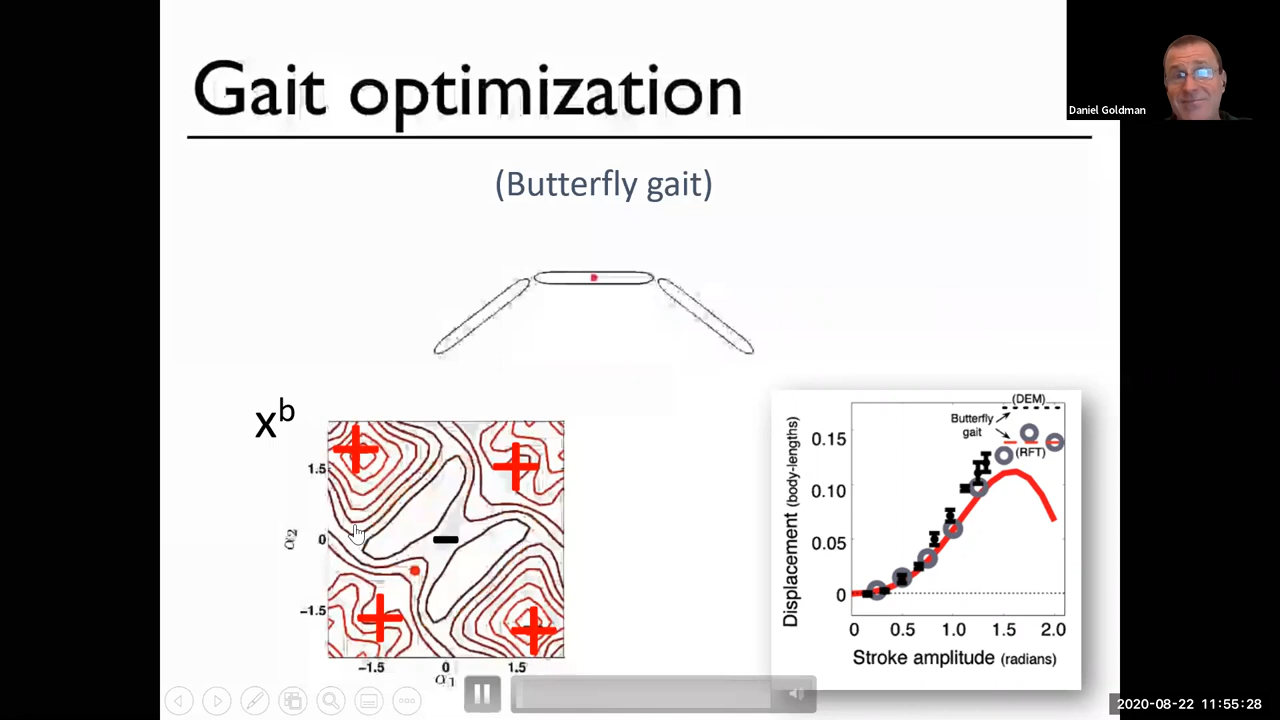 Gait optimization
Daniel Goldman
(Butterfly gait)
x^b
1.5
0
−1.5
α2
−1.5 0 1.5
α1
Displacement (body-lengths)
0.15
0.10
0.05
0
(DEM)
Butterfly
gait
(RFT)
0 0.5 1.0 1.5 2.0
Stroke amplitude (radians)
2020-08-22 11:55:28